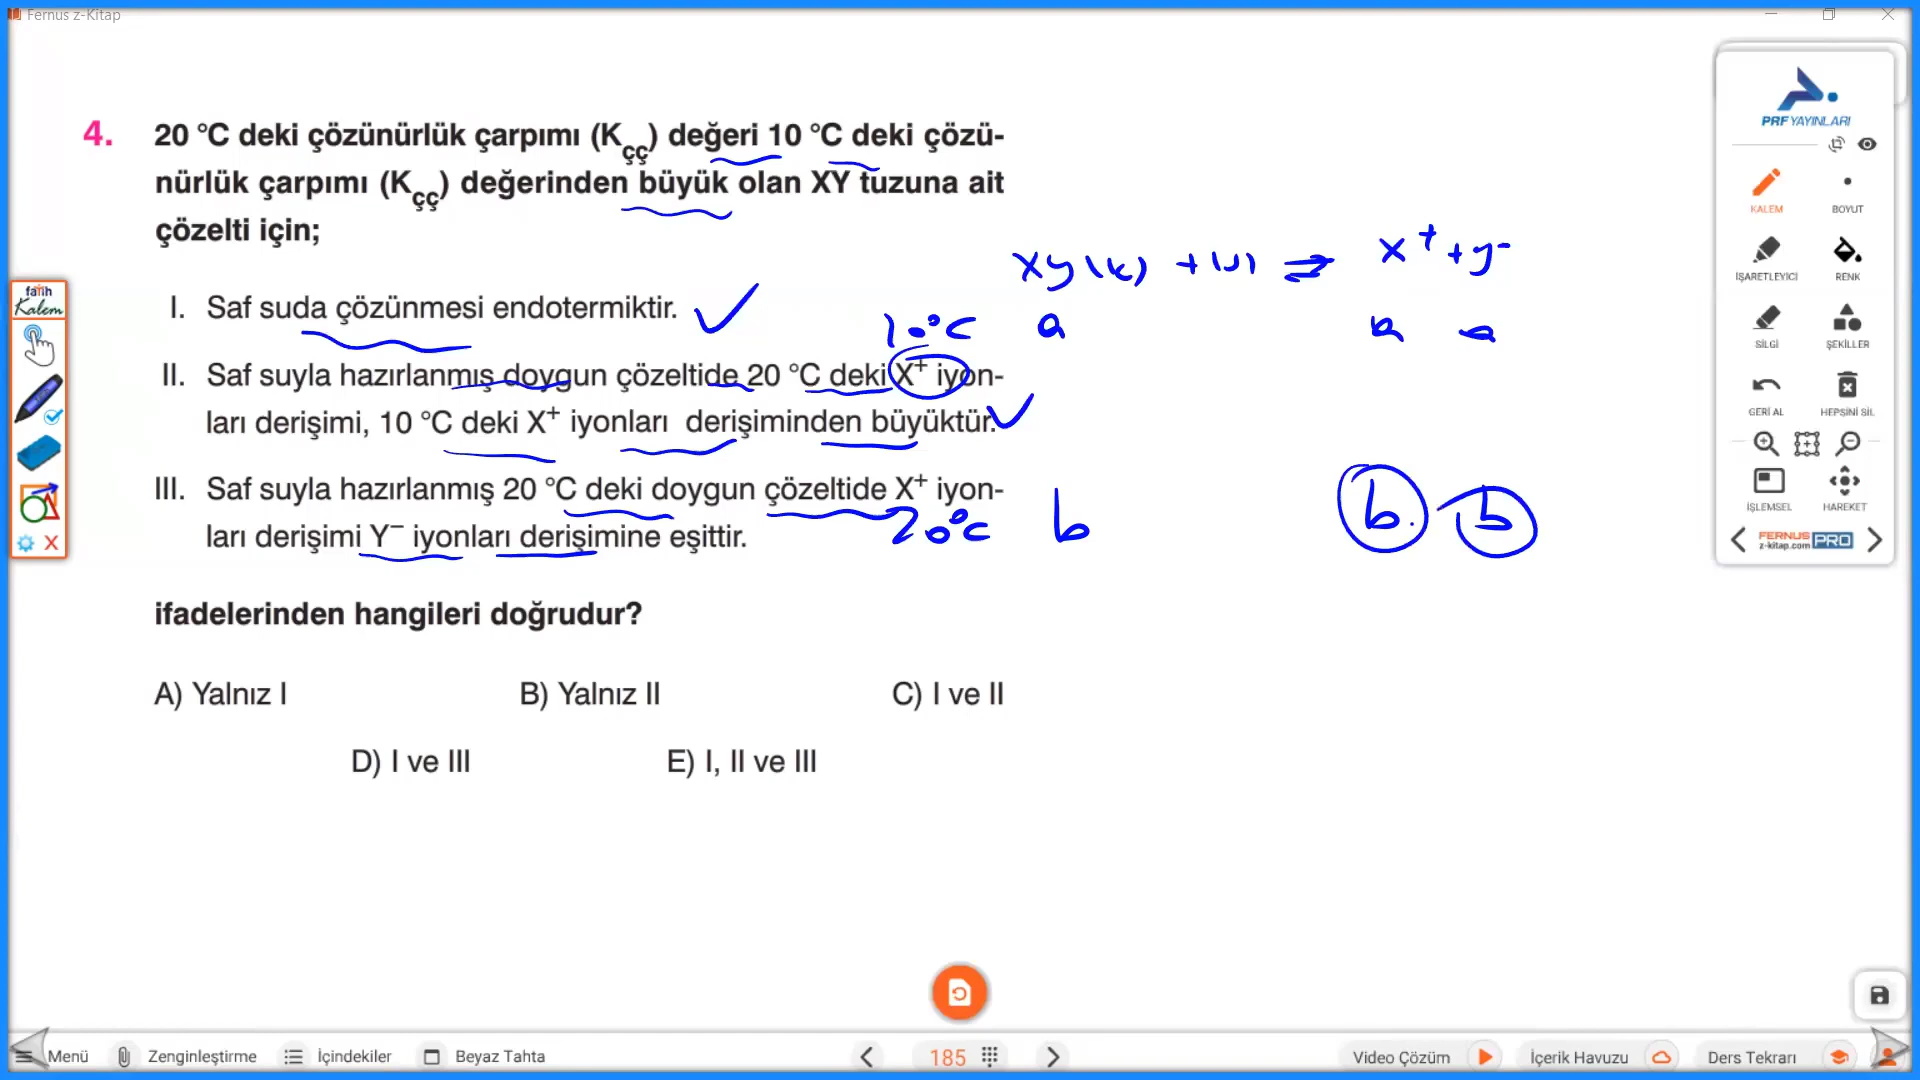 Fernus z-Kitap
4. 20 °C deki çözünürlük çarpımı (Kçç) değeri 10 °C deki çözü-
nürlük çarpımı (Kçç) değerinden büyük olan XY tuzuna ait
çözelti için;
xy(k) + ısı ⇌ x+ + y-
I. Saf suda çözünmesi endotermiktir.
10°C a a a
II. Saf suyla hazırlanmış doygun çözeltide 20 °C deki X+ iyon-
ları derişimi, 10 °C deki X+ iyonları derişiminden büyüktür.
III. Saf suyla hazırlanmış 20 °C deki doygun çözeltide X+ iyon-
ları derişimi Y– iyonları derişimine eşittir.
20°C b b b
ifadelerinden hangileri doğrudur?
A) Yalnız I B) Yalnız II C) I ve II
D) I ve III E) I, II ve III
fatih
Kalem
X
PRF YAYINLARI
KALEM BOYUT
İŞARETLEYİCİ RENK
SİLGİ ŞEKİLLER
GERİ AL HEPSİNİ SİL
İŞLEMSEL HAREKET
FERNUS
z-kitap.com PRO
Menü Zenginleştirme İçindekiler Beyaz Tahta 185 Video Çözüm İçerik Havuzu Ders Tekrarı